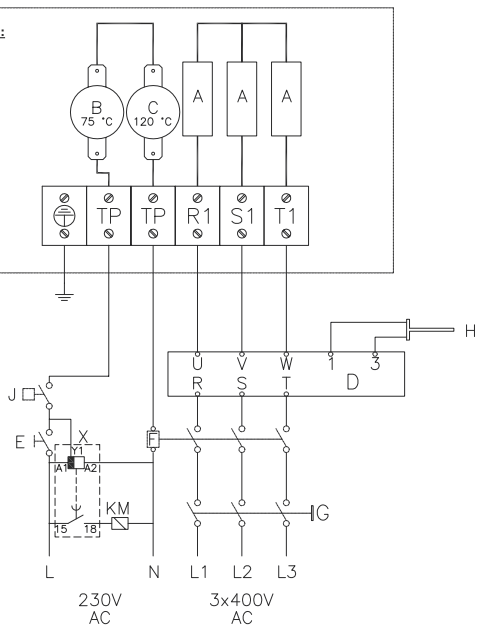 :
B
75 °C
C
120 °C
A
A
A
TP
TP
R1
S1
T1
H
U
V
W
1
3
R
S
T
D
J
E
X
Y1
A1
A2
F
15
18
KM
G
L
N
L1
L2
L3
230V
AC
3x400V
AC